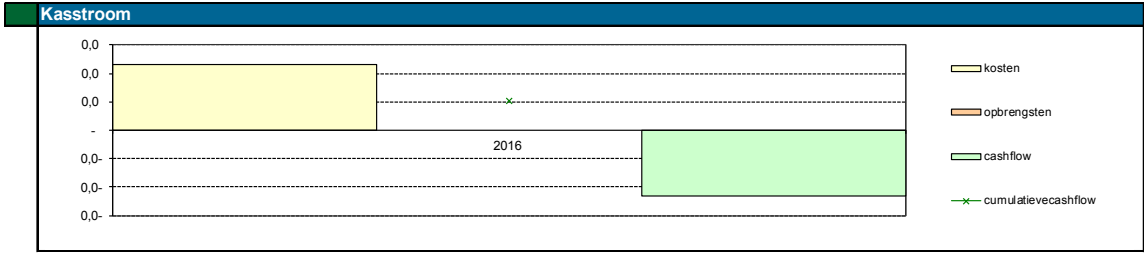 Kasstroom
0,0
0,0
0,0
-
0,0-
0,0-
0,0-
2016
kosten
opbrengsten
cashflow
cumulatievecashflow